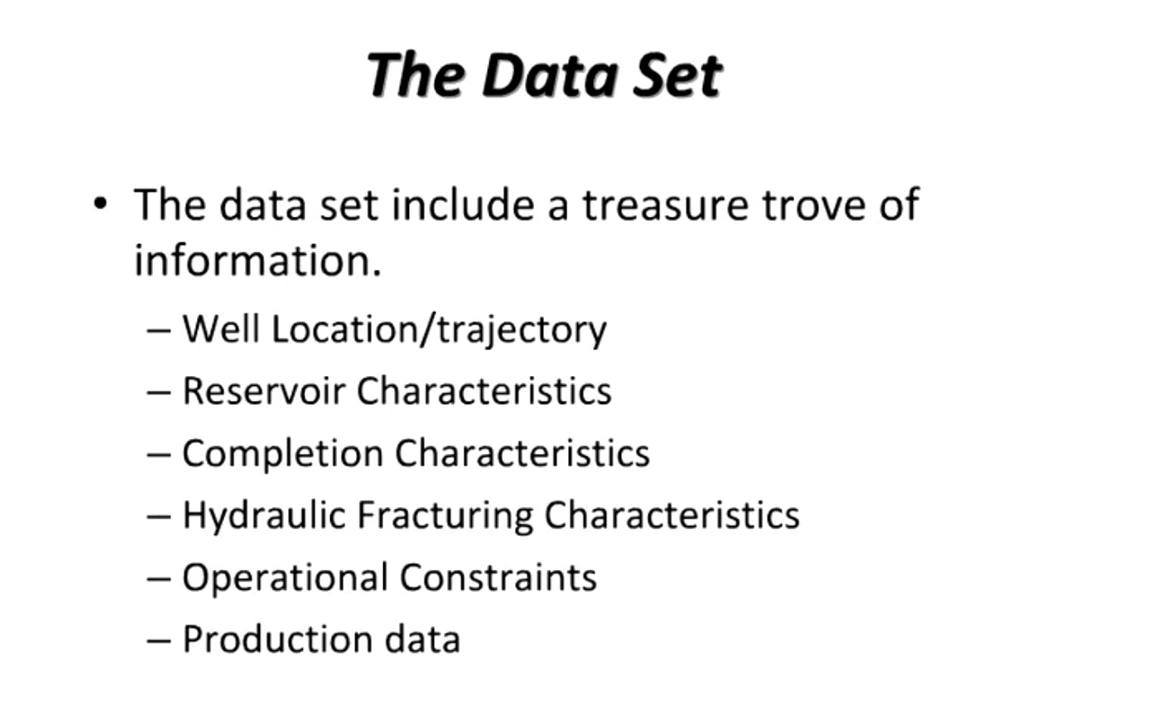 The Data Set
• The data set include a treasure trove of
information.
– Well Location/trajectory
– Reservoir Characteristics
– Completion Characteristics
– Hydraulic Fracturing Characteristics
– Operational Constraints
– Production data